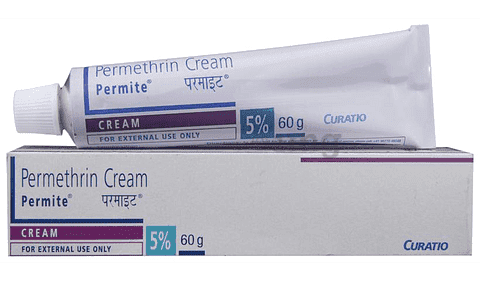 Permethrin Cream
Permite® परमाइट®
CREAM
FOR EXTERNAL USE ONLY
5% 60 g
CURATIO
Permethrin Cream
Permite® परमाइट®
CREAM
FOR EXTERNAL USE ONLY
5% 60 g
CURATIO